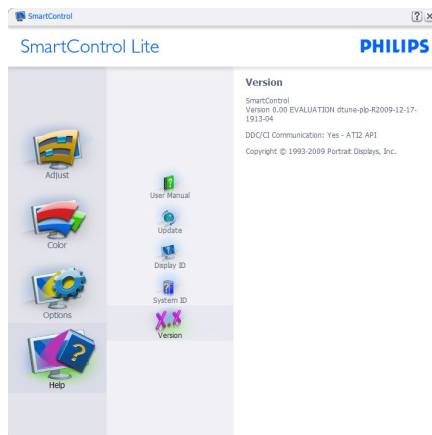 SmartControl
SmartControl Lite
PHILIPS
Adjust
Color
Options
Help
User Manual
Update
Display ID
System ID
X.X
Version
Version
SmartControl
Version 0.00 EVALUATION dtune-plp-R2009-12-17-
1913-04
DDC/CI Communication: Yes - ATI2 API
Copyright © 1993-2009 Portrait Displays, Inc.